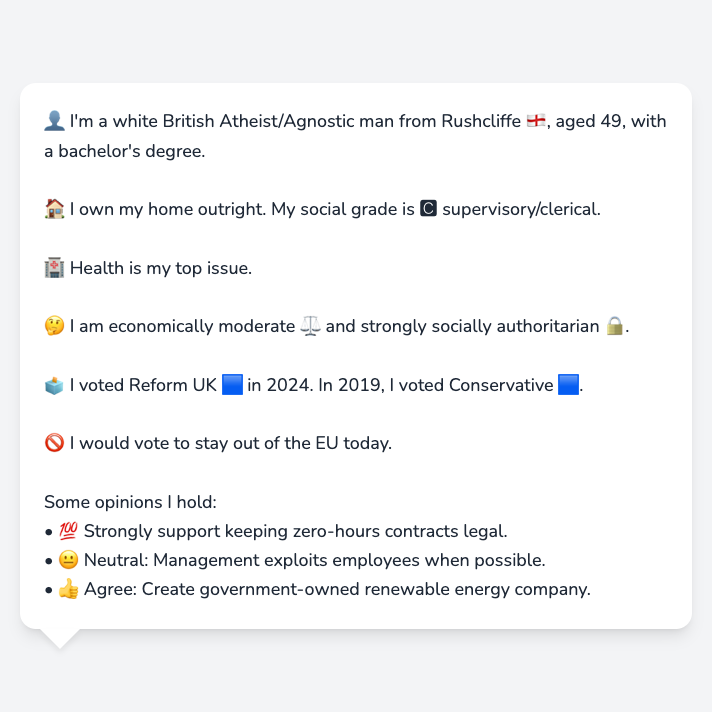 👤 I'm a white British Atheist/Agnostic man from Rushcliffe 🏴󠁧󠁢󠁥󠁮󠁧󠁿, aged 49, with
a bachelor's degree.
🏠 I own my home outright. My social grade is 🅲 supervisory/clerical.
🏥 Health is my top issue.
🤔 I am economically moderate ⚖️ and strongly socially authoritarian 🔒.
🗳️ I voted Reform UK 🟦 in 2024. In 2019, I voted Conservative 🟦.
🚫 I would vote to stay out of the EU today.
Some opinions I hold:
• 💯 Strongly support keeping zero-hours contracts legal.
• 😐 Neutral: Management exploits employees when possible.
• 👍 Agree: Create government-owned renewable energy company.